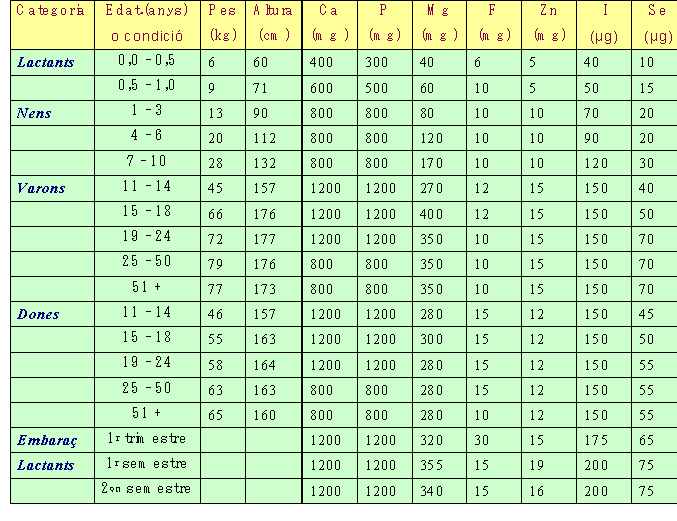 Categoria Edat (anys) o condició Pes (kg) Altura (cm) Ca (mg) P (mg) Mg (mg) F (mg) Zn (mg) I (µg) Se (µg)
Lactants 0,0 - 0,5 6 60 400 300 40 6 5 40 10
0,5 - 1,0 9 71 600 500 60 10 5 50 15
Nens 1 - 3 13 90 800 800 80 10 10 70 20
4 - 6 20 112 800 800 120 10 10 90 20
7 - 10 28 132 800 800 170 10 10 120 30
Varons 11 - 14 45 157 1200 1200 270 12 15 150 40
15 - 18 66 176 1200 1200 400 12 15 150 50
19 - 24 72 177 1200 1200 350 10 15 150 70
25 - 50 79 176 800 800 350 10 15 150 70
51 + 77 173 800 800 350 10 15 150 70
Dones 11 - 14 46 157 1200 1200 280 15 12 150 45
15 - 18 55 163 1200 1200 300 15 12 150 50
19 - 24 58 164 1200 1200 280 15 12 150 55
25 - 50 63 163 800 800 280 15 12 150 55
51 + 65 160 800 800 280 10 12 150 55
Embaraç 1r trimestre 1200 1200 320 30 15 175 65
Lactants 1r semestre 1200 1200 355 15 19 200 75
2on semestre 1200 1200 340 15 16 200 75